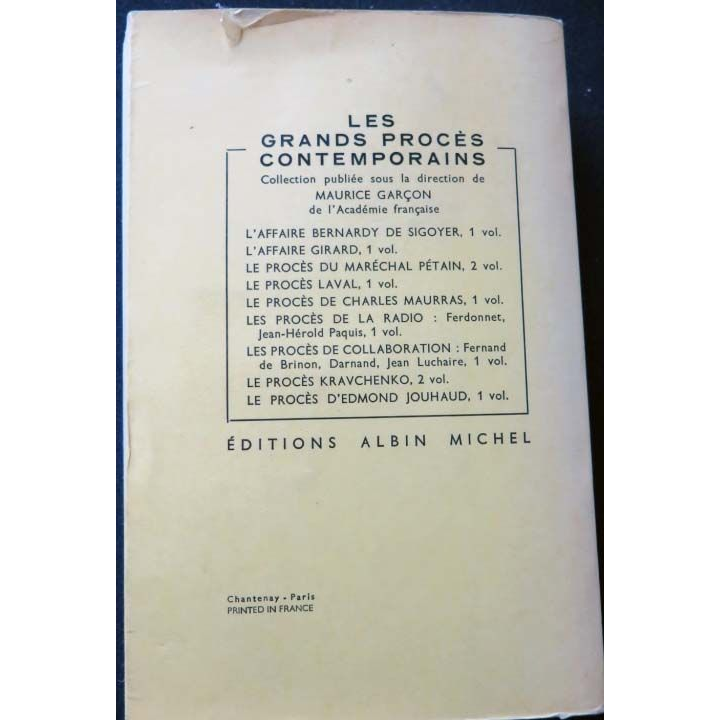 LES
GRANDS PROCÈS
CONTEMPORAINS
Collection publiée sous la direction de
MAURICE GARÇON
de l'Académie française
L'AFFAIRE BERNARDY DE SIGOYER, 1 vol.
L'AFFAIRE GIRARD, 1 vol.
LE PROCÈS DU MARÉCHAL PÉTAIN, 2 vol.
LE PROCÈS LAVAL, 1 vol.
LE PROCÈS DE CHARLES MAURRAS, 1 vol.
LES PROCÈS DE LA RADIO : Ferdonnet,
Jean-Hérold Paquis, 1 vol.
LES PROCÈS DE COLLABORATION : Fernand
de Brinon, Darnand, Jean Luchaire, 1 vol.
LE PROCÈS KRAVCHENKO, 2 vol.
LE PROCÈS D'EDMOND JOUHAUD, 1 vol.
ÉDITIONS ALBIN MICHEL
Chantenay - Paris
PRINTED IN FRANCE